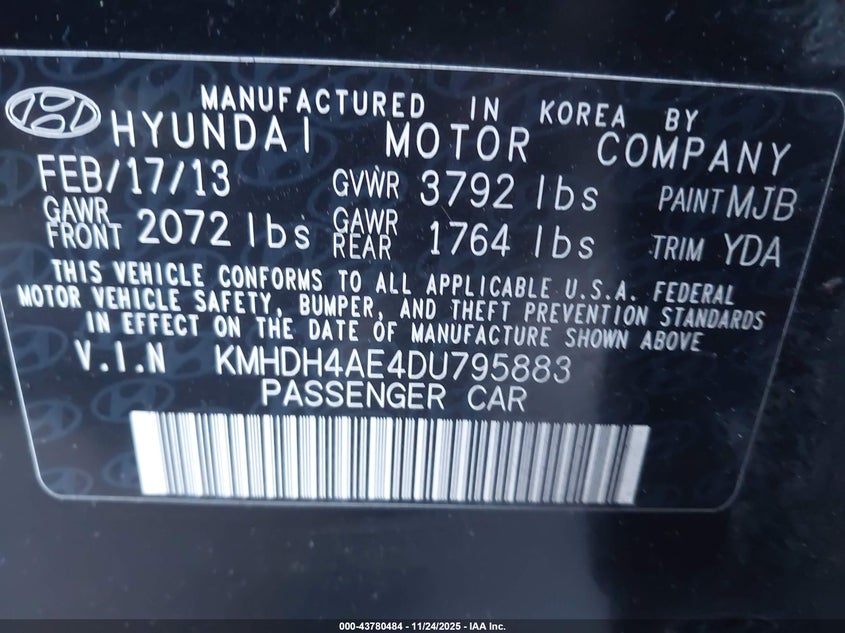 MANUFACTURED IN KOREA BY
HYUNDAI MOTOR COMPANY
FEB/17/13 GVWR 3792 lbs PAINT MJB
GAWR FRONT 2072 lbs GAWR REAR 1764 lbs TRIM YDA
THIS VEHICLE CONFORMS TO ALL APPLICABLE U.S.A. FEDERAL
MOTOR VEHICLE SAFETY, BUMPER, AND THEFT PREVENTION STANDARDS
IN EFFECT ON THE DATE OF MANUFACTURE SHOWN ABOVE
V.I.N KMHDH4AE4DU795883
PASSENGER CAR
000-43780484 - 11/24/2025 - IAA Inc.